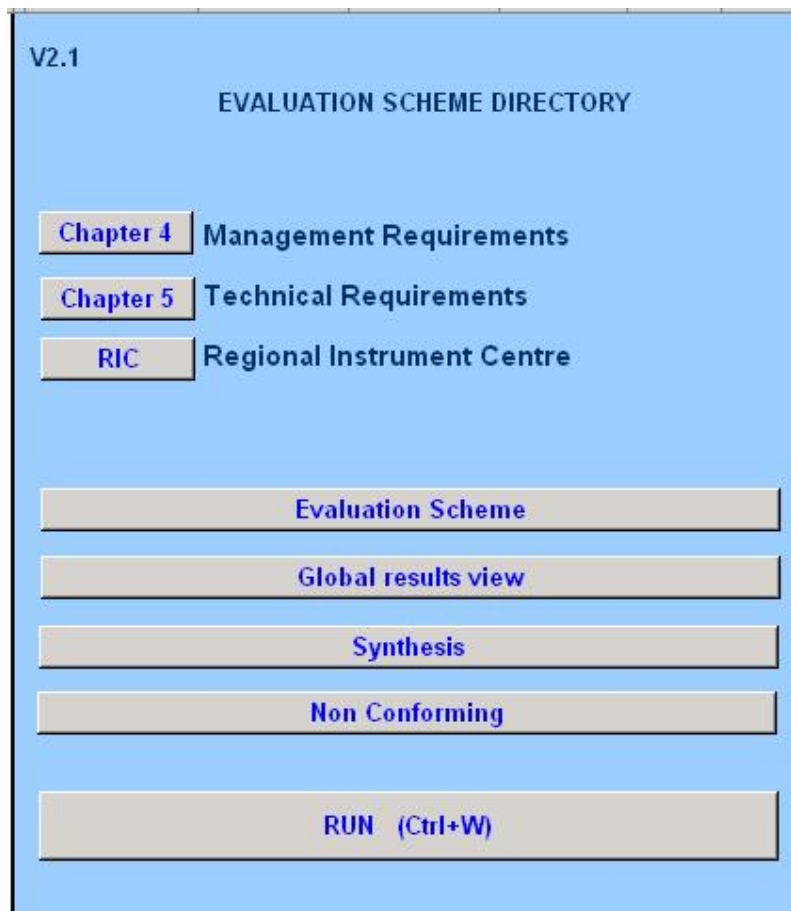 V2.1
EVALUATION SCHEME DIRECTORY
Chapter 4 Management Requirements
Chapter 5 Technical Requirements
RIC Regional Instrument Centre
Evaluation Scheme
Global results view
Synthesis
Non Conforming
RUN (Ctrl+W)